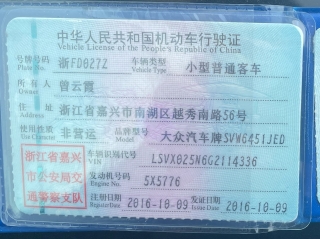 中华人民共和国机动车行驶证
Vehicle License of the People's Republic of China
号牌号码 浙FD027Z 车辆类型 小型普通客车
Plate No. Vehicle Type
所有人 曾云霞
Owner
住址 浙江省嘉兴市南湖区越秀南路56号
Address
使用性质 非营运 品牌型号 大众汽车牌SVW6451JED
Use Character Model
浙江省嘉兴市公安局交通警察支队
车辆识别代号 LSVX025N6G2114336
VIN
发动机号码 5X5776
Engine No.
注册日期 2016-10-09 发证日期 2016-10-09
Register Date Issue Date